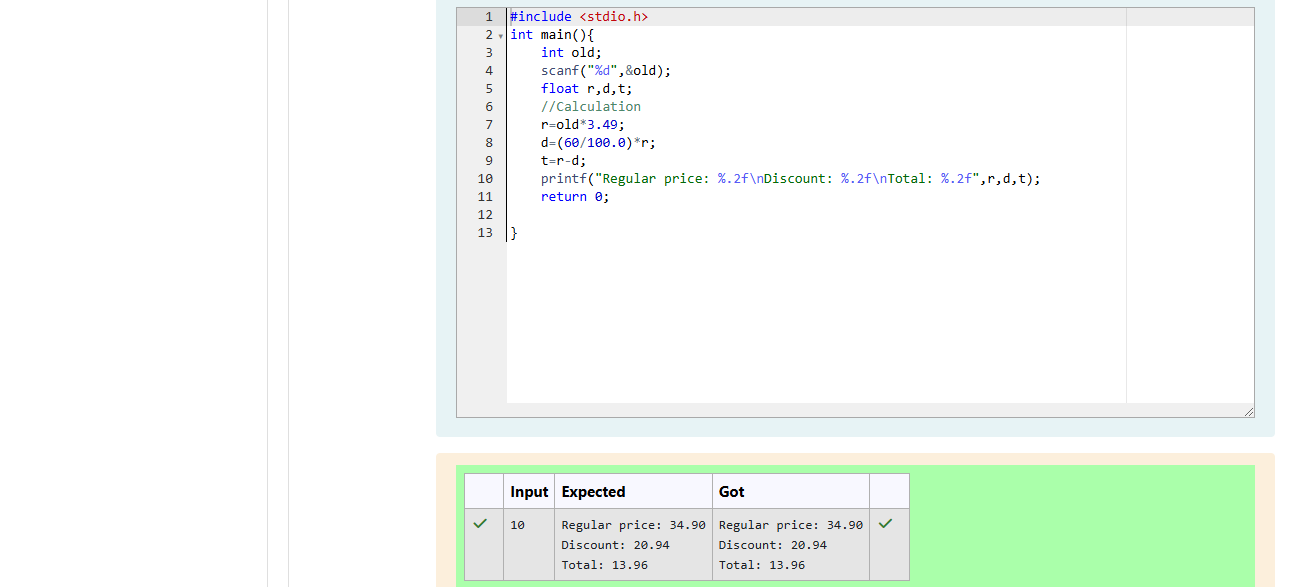 1 #include <stdio.h>
2 int main(){
3 int old;
4 scanf("%d",&old);
5 float r,d,t;
6 //Calculation
7 r=old*3.49;
8 d=(60/100.0)*r;
9 t=r-d;
10 printf("Regular price: %.2f\nDiscount: %.2f\nTotal: %.2f",r,d,t);
11 return 0;
12
13 }
Input Expected Got
10 Regular price: 34.90 Regular price: 34.90
Discount: 20.94 Discount: 20.94
Total: 13.96 Total: 13.96